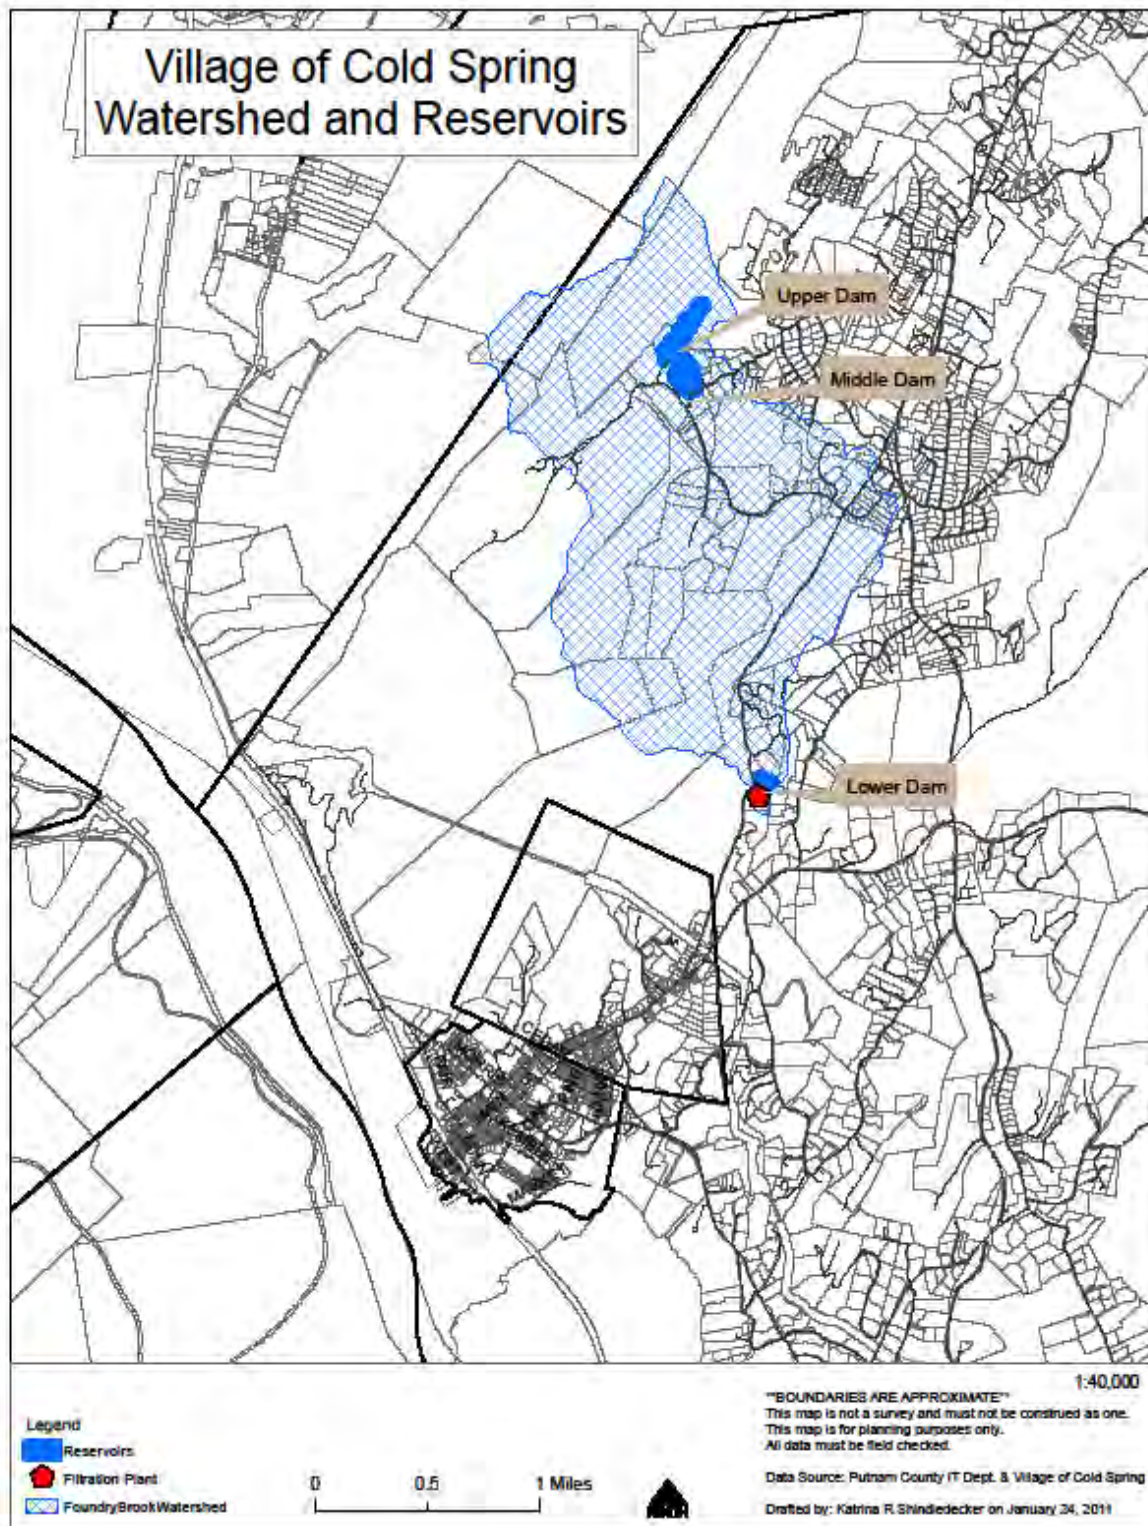 Village of Cold Spring
Watershed and Reservoirs
Upper Dam
Middle Dam
Lower Dam
1:40,000
**BOUNDARIES ARE APPROXIMATE**
This map is not a survey and must not be construed as one.
This map is for planning purposes only.
All data must be field checked.
Legend
Reservoirs
Filtration Plant
FoundryBrookWatershed
0 0.5 1 Miles
Data Source: Putnam County IT Dept. & Village of Cold Spring
Drafted by: Katrina R Shindledecker on January 24, 2011